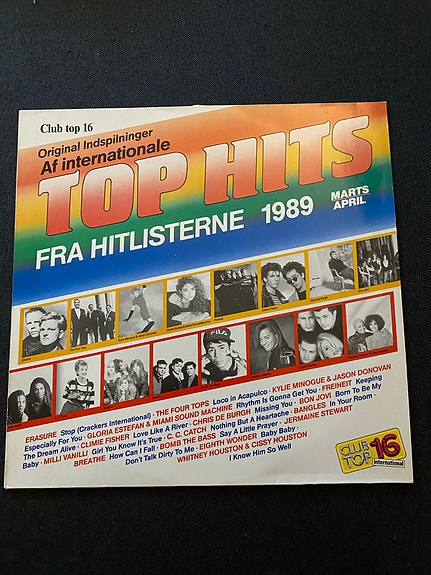 Club top 16
Original Indspilninger
Af internationale
TOP HITS
FRA HITLISTERNE 1989 MARTS
APRIL
ERASURE Stop (Crackers International) · THE FOUR TOPS Loco in Acapulco · KYLIE MINOGUE & JASON DONOVAN
Especially For You · GLORIA ESTEFAN & MIAMI SOUND MACHINE Rhythm Is Gonna Get You · FREIHEIT Keeping
The Dream Alive · CLIMIE FISHER Love Like A River · CHRIS DE BURGH Missing You · BON JOVI Born To Be My
Baby · MILLI VANILLI Girl You Know It's True · C. C. CATCH Nothing But A Heartache · BANGLES In Your Room ·
BREATHE How Can I Fall · BOMB THE BASS Say A Little Prayer · EIGHTH WONDER Baby Baby · JERMAINE STEWART
Don't Talk Dirty To Me · WHITNEY HOUSTON & CISSY HOUSTON I Know Him So Well
CLUB
TOP 16
international